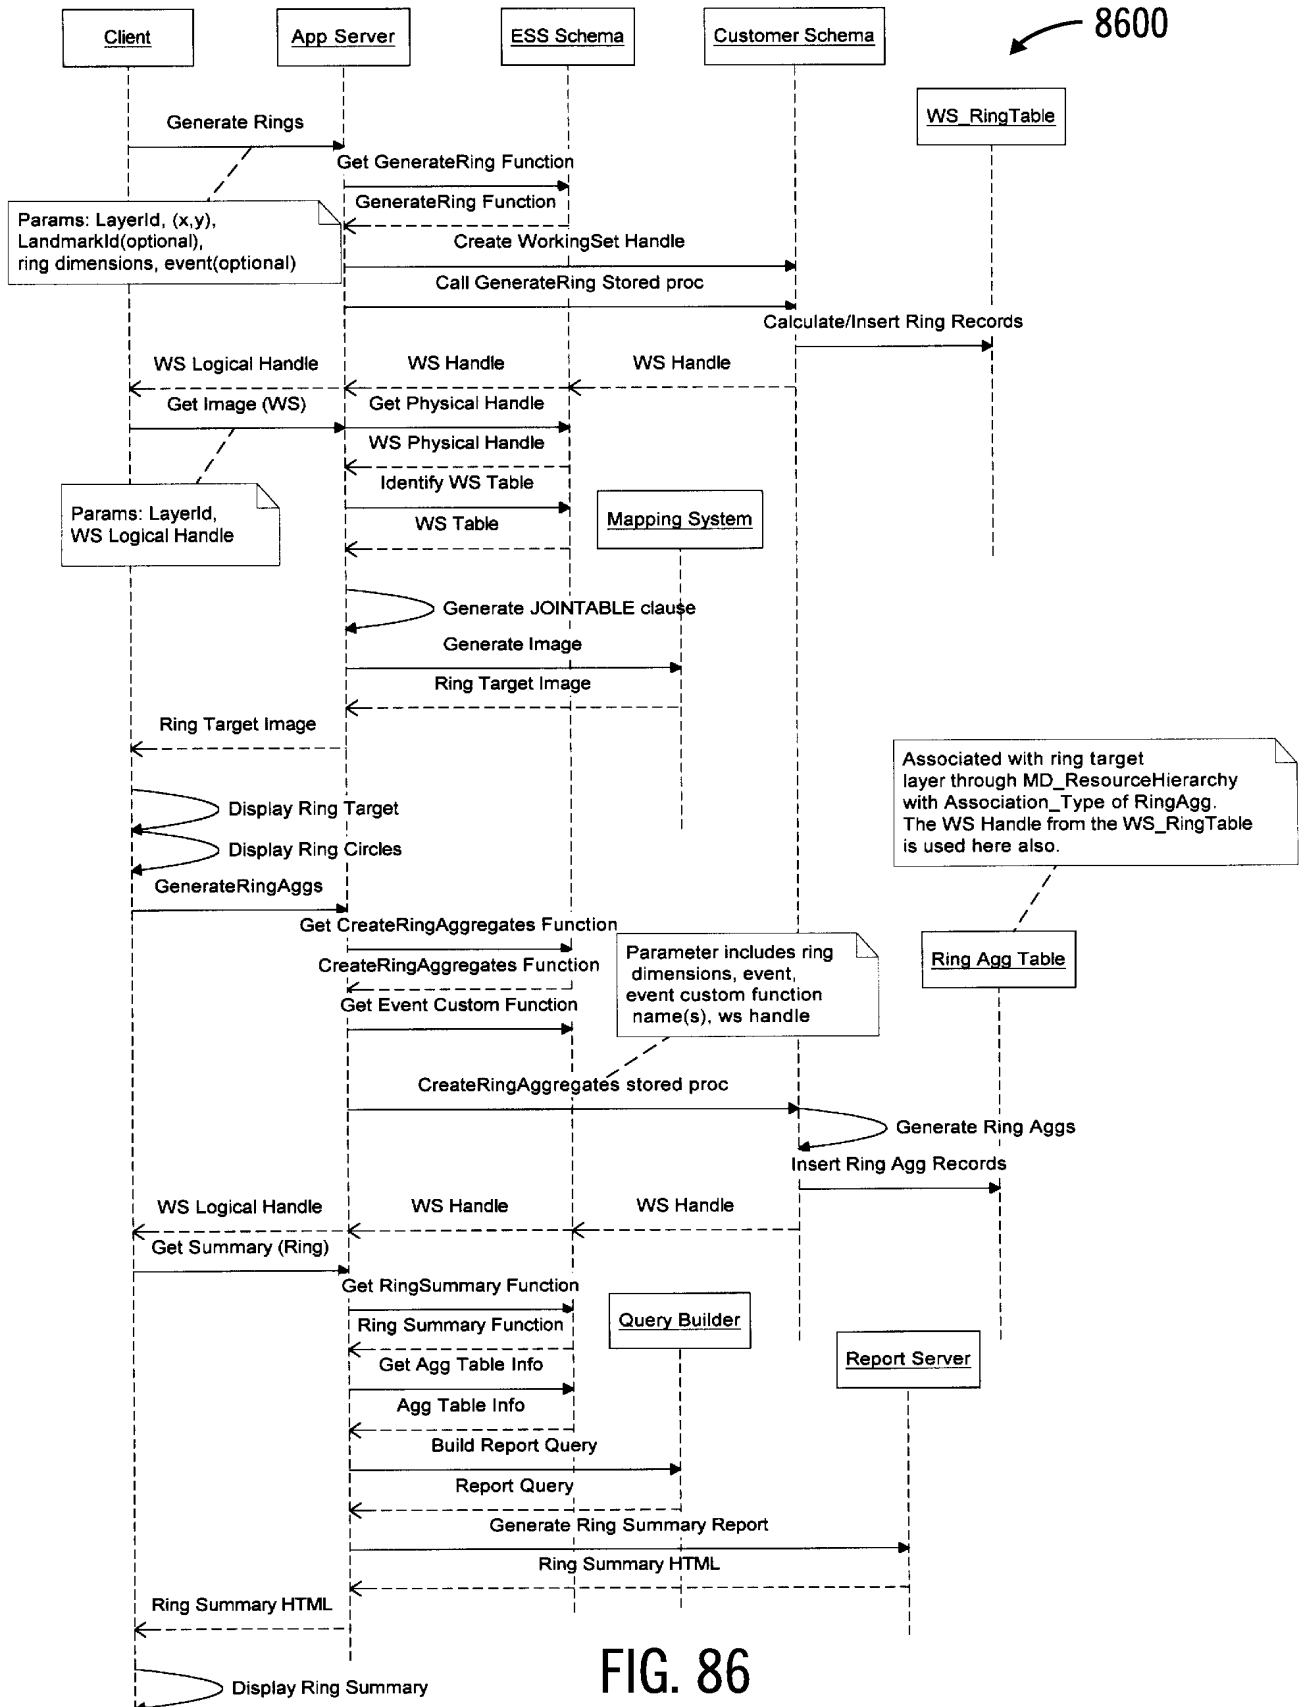 8600
Client
App Server
ESS Schema
Customer Schema
WS_RingTable
Generate Rings
Get GenerateRing Function
GenerateRing Function
Params: LayerId, (x,y),
LandmarkId(optional),
ring dimensions, event(optional)
Create WorkingSet Handle
Call GenerateRing Stored proc
Calculate/Insert Ring Records
WS Logical Handle
WS Handle
WS Handle
Get Image (WS)
Get Physical Handle
WS Physical Handle
Identify WS Table
Params: LayerId,
WS Logical Handle
Mapping System
WS Table
Generate JOINTABLE clause
Generate Image
Ring Target Image
Ring Target Image
Associated with ring target
layer through MD_ResourceHierarchy
with Association_Type of RingAgg.
The WS Handle from the WS_RingTable
is used here also.
Display Ring Target
Display Ring Circles
GenerateRingAggs
Get CreateRingAggregates Function
CreateRingAggregates Function
Get Event Custom Function
Parameter includes ring
dimensions, event,
event custom function
name(s), ws handle
Ring Agg Table
CreateRingAggregates stored proc
Generate Ring Aggs
Insert Ring Agg Records
WS Logical Handle
WS Handle
WS Handle
Get Summary (Ring)
Get RingSummary Function
Ring Summary Function
Query Builder
Get Agg Table Info
Report Server
Agg Table Info
Build Report Query
Report Query
Generate Ring Summary Report
Ring Summary HTML
Ring Summary HTML
Display Ring Summary
FIG. 86